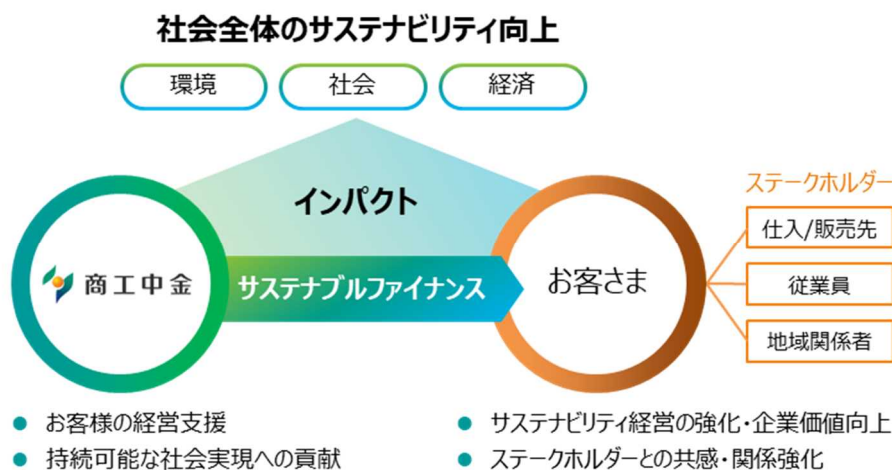 社会全体のサステナビリティ向上
環境
社会
経済
インパクト
商工中金
サステナブルファイナンス
お客さま
ステークホルダー
仕入/販売先
従業員
地域関係者
● お客様の経営支援
● 持続可能な社会実現への貢献
● サステナビリティ経営の強化・企業価値向上
● ステークホルダーとの共感・関係強化